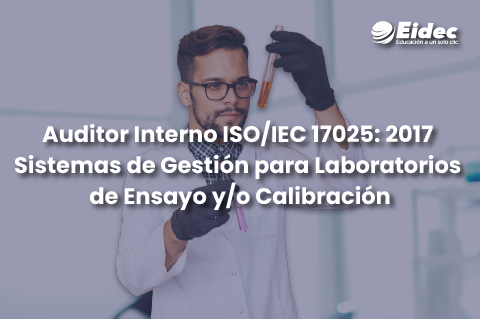 Eidec
Educación a un solo clic
Auditor Interno ISO/IEC 17025: 2017
Sistemas de Gestión para Laboratorios
de Ensayo y/o Calibración